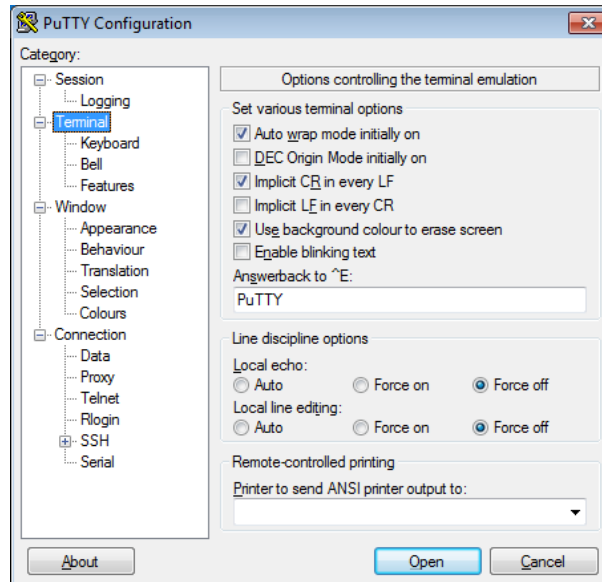 PuTTY Configuration
Category:
Session
Logging
Terminal
Keyboard
Bell
Features
Window
Appearance
Behaviour
Translation
Selection
Colours
Connection
Data
Proxy
Telnet
Rlogin
SSH
Serial
Options controlling the terminal emulation
Set various terminal options
Auto wrap mode initially on
DEC Origin Mode initially on
Implicit CR in every LF
Implicit LF in every CR
Use background colour to erase screen
Enable blinking text
Answerback to ^E:
PuTTY
Line discipline options
Local echo:
Auto Force on Force off
Local line editing:
Auto Force on Force off
Remote-controlled printing
Printer to send ANSI printer output to:
About Open Cancel